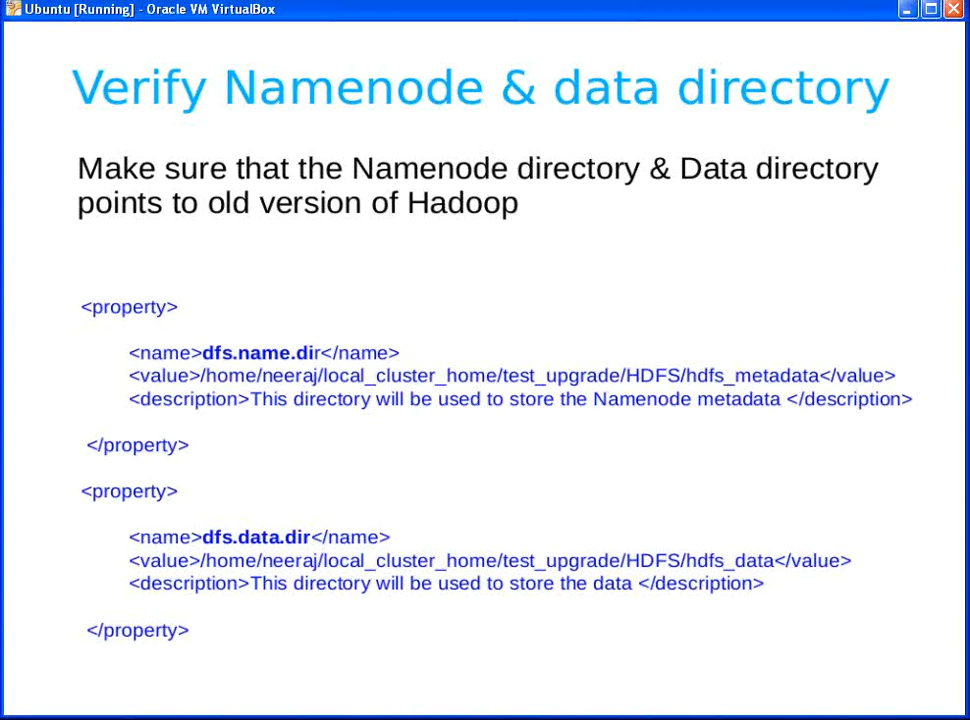 Ubuntu [Running] - Oracle VM VirtualBox
Verify Namenode & data directory
Make sure that the Namenode directory & Data directory
points to old version of Hadoop
<property>
<name>dfs.name.dir</name>
<value>/home/neeraj/local_cluster_home/test_upgrade/HDFS/hdfs_metadata</value>
<description>This directory will be used to store the Namenode metadata </description>
</property>
<property>
<name>dfs.data.dir</name>
<value>/home/neeraj/local_cluster_home/test_upgrade/HDFS/hdfs_data</value>
<description>This directory will be used to store the data </description>
</property>